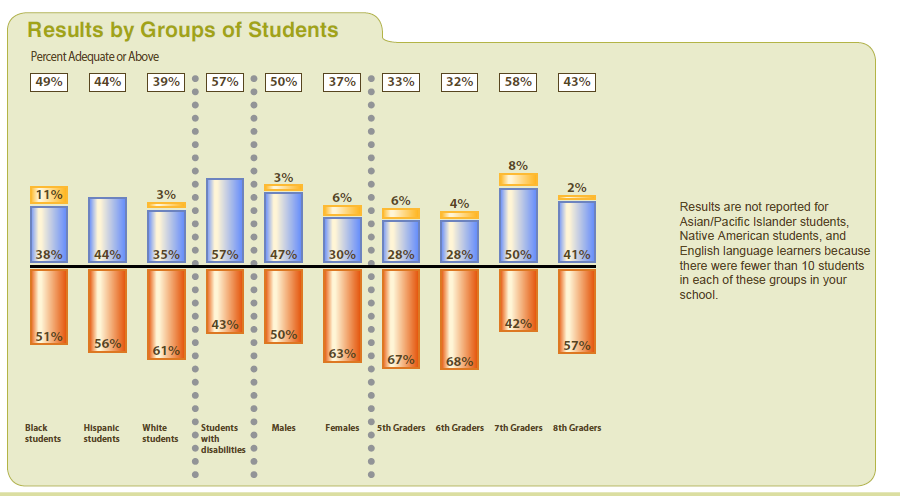 Results by Groups of Students
Percent Adequate or Above
49% 44% 39% 57% 50% 37% 33% 32% 58% 43%
11% 3% 3% 6% 6% 4% 8% 2%
38% 44% 35% 57% 47% 30% 28% 28% 50% 41%
51% 56% 61% 43% 50% 63% 67% 68% 42% 57%
Black
students
Hispanic
students
White
students
Students
with
disabilities
Males
Females
5th Graders
6th Graders
7th Graders
8th Graders
Results are not reported for
Asian/Pacific Islander students,
Native American students, and
English language learners because
there were fewer than 10 students
in each of these groups in your
school.